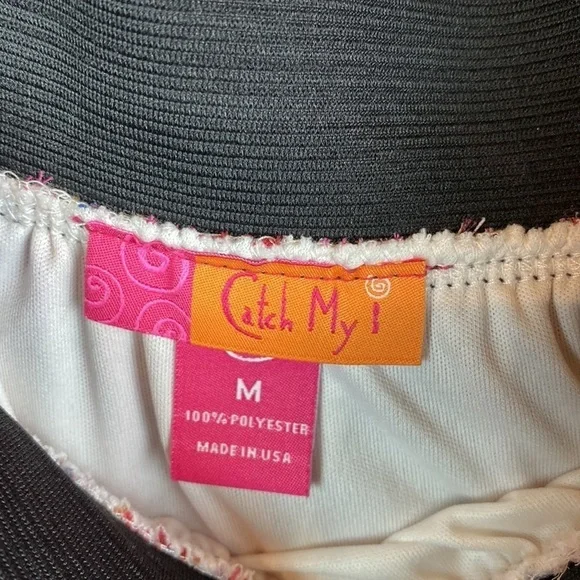 Catch My i
M
100% POLYESTER
MADE IN USA